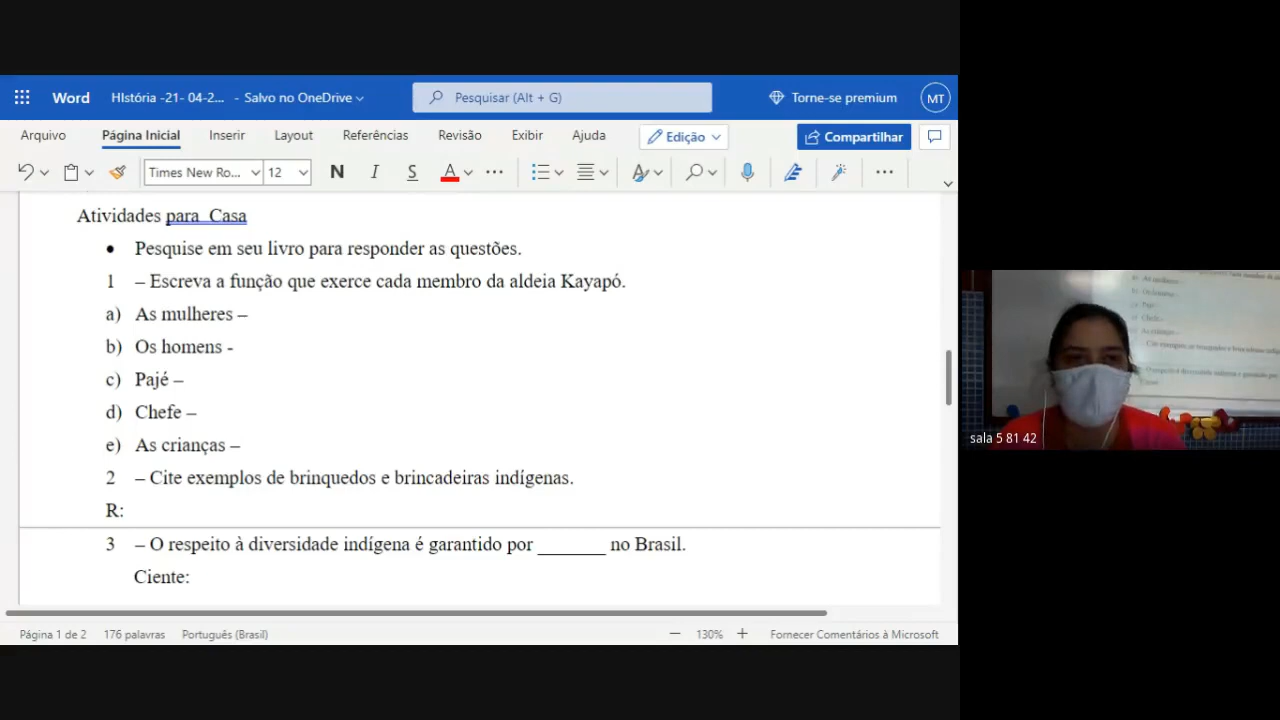 Word
HIstória -21- 04-2... - Salvo no OneDrive
Pesquisar (Alt + G)
Torne-se premium
MT
Arquivo
Página Inicial
Inserir
Layout
Referências
Revisão
Exibir
Ajuda
Edição
Compartilhar
Times New Ro...
12
N
I
S
A
Atividades para Casa
• Pesquise em seu livro para responder as questões.
1 – Escreva a função que exerce cada membro da aldeia Kayapó.
a) As mulheres –
b) Os homens -
c) Pajé –
d) Chefe –
e) As crianças –
2 – Cite exemplos de brinquedos e brincadeiras indígenas.
R:
3 – O respeito à diversidade indígena é garantido por _______ no Brasil.
Ciente:
Página 1 de 2
176 palavras
Português (Brasil)
130%
Fornecer Comentários à Microsoft
sala 5 81 42